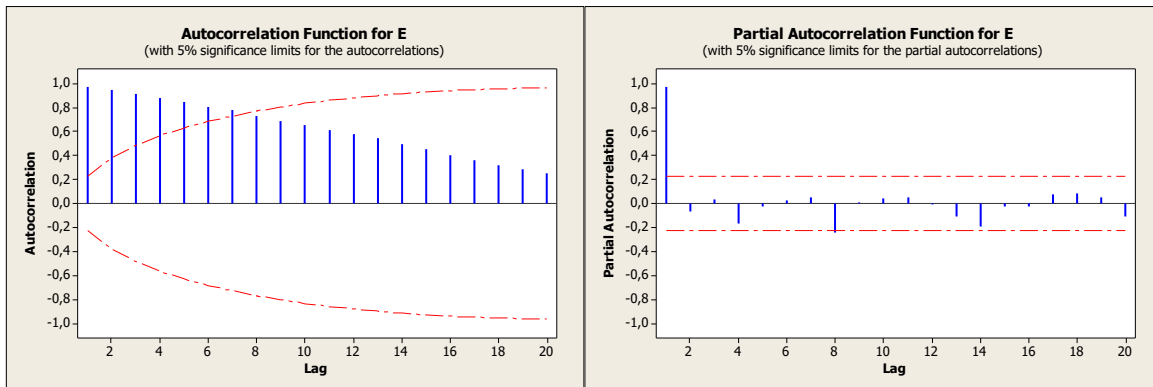 Autocorrelation Function for E
(with 5% significance limits for the autocorrelations)
1,0
0,8
0,6
0,4
0,2
0,0
-0,2
-0,4
-0,6
-0,8
-1,0
Autocorrelation
2 4 6 8 10 12 14 16 18 20
Lag
Partial Autocorrelation Function for E
(with 5% significance limits for the partial autocorrelations)
1,0
0,8
0,6
0,4
0,2
0,0
-0,2
-0,4
-0,6
-0,8
-1,0
Partial Autocorrelation
2 4 6 8 10 12 14 16 18 20
Lag